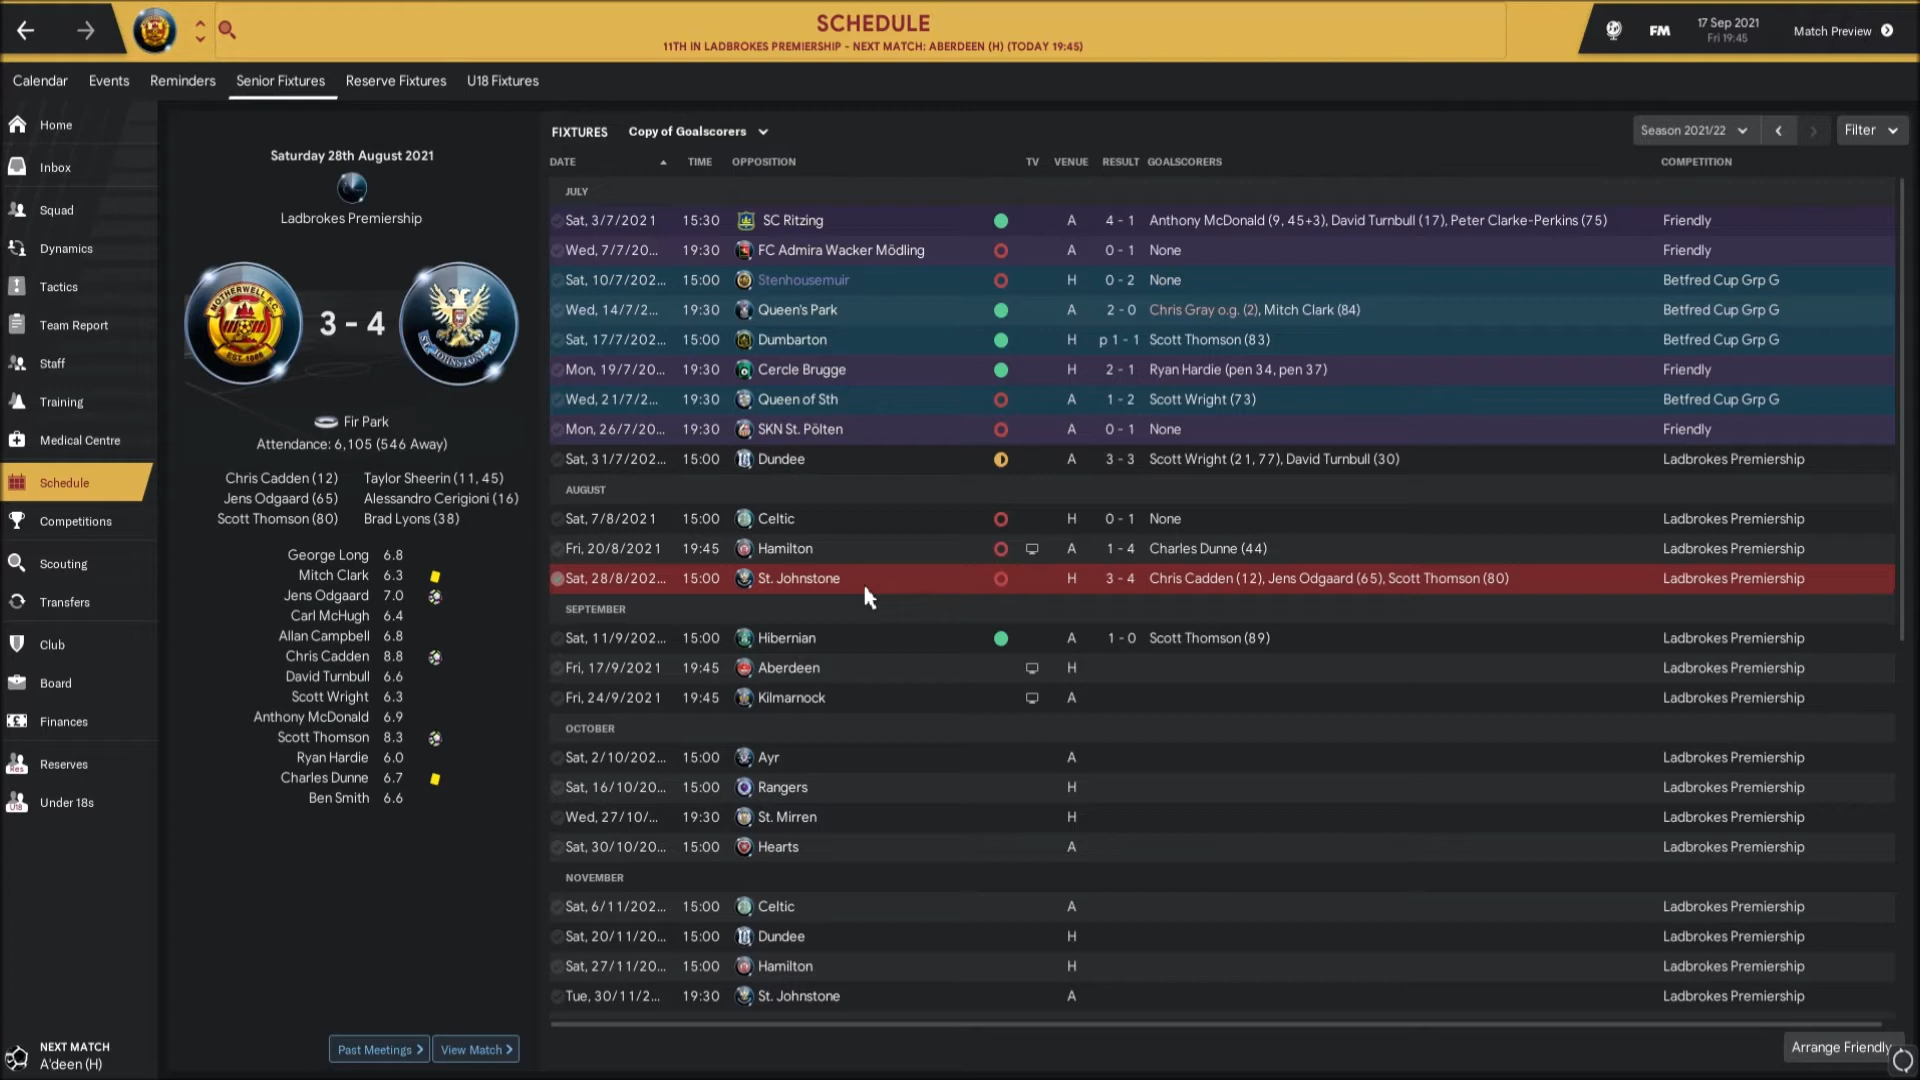 SCHEDULE
11TH IN LADBROKES PREMIERSHIP - NEXT MATCH: ABERDEEN (H) (TODAY 19:45)
FM
17 Sep 2021
Fri 19:45
Match Preview
Calendar Events Reminders Senior Fixtures Reserve Fixtures U18 Fixtures
Home
Inbox
Squad
Dynamics
Tactics
Team Report
Staff
Training
Medical Centre
Schedule
Competitions
Scouting
Transfers
Club
Board
Finances
Res
Reserves
U18
Under 18s
NEXT MATCH
A'deen (H)
Saturday 28th August 2021
Ladbrokes Premiership
MOTHERWELL F.C.
EST. 1886
3 - 4
ST. JOHNSTONE
Fir Park
Attendance: 6,105 (546 Away)
Chris Cadden (12) Taylor Sheerin (11, 45)
Jens Odgaard (65) Alessandro Cerigioni (16)
Scott Thomson (80) Brad Lyons (38)
George Long 6.8
Mitch Clark 6.3
Jens Odgaard 7.0
Carl McHugh 6.4
Allan Campbell 6.8
Chris Cadden 8.8
David Turnbull 6.6
Scott Wright 6.3
Anthony McDonald 6.9
Scott Thomson 8.3
Ryan Hardie 6.0
Charles Dunne 6.7
Ben Smith 6.6
Past Meetings View Match
FIXTURES Copy of Goalscorers Season 2021/22 Filter
DATE TIME OPPOSITION TV VENUE RESULT GOALSCORERS COMPETITION
JULY
Sat, 3/7/2021 15:30 SC Ritzing A 4 - 1 Anthony McDonald (9, 45+3), David Turnbull (17), Peter Clarke-Perkins (75) Friendly
Wed, 7/7/20... 19:30 FC Admira Wacker Mödling A 0 - 1 None Friendly
Sat, 10/7/202... 15:00 Stenhousemuir H 0 - 2 None Betfred Cup Grp G
Wed, 14/7/2... 19:30 Queen's Park A 2 - 0 Chris Gray o.g. (2), Mitch Clark (84) Betfred Cup Grp G
Sat, 17/7/202... 15:00 Dumbarton H p 1 - 1 Scott Thomson (83) Betfred Cup Grp G
Mon, 19/7/20... 19:30 Cercle Brugge H 2 - 1 Ryan Hardie (pen 34, pen 37) Friendly
Wed, 21/7/2... 19:30 Queen of Sth A 1 - 2 Scott Wright (73) Betfred Cup Grp G
Mon, 26/7/20... 19:30 SKN St. Pölten A 0 - 1 None Friendly
Sat, 31/7/202... 15:00 Dundee A 3 - 3 Scott Wright (21, 77), David Turnbull (30) Ladbrokes Premiership
AUGUST
Sat, 7/8/2021 15:00 Celtic H 0 - 1 None Ladbrokes Premiership
Fri, 20/8/2021 19:45 Hamilton A 1 - 4 Charles Dunne (44) Ladbrokes Premiership
Sat, 28/8/202... 15:00 St. Johnstone H 3 - 4 Chris Cadden (12), Jens Odgaard (65), Scott Thomson (80) Ladbrokes Premiership
SEPTEMBER
Sat, 11/9/202... 15:00 Hibernian A 1 - 0 Scott Thomson (89) Ladbrokes Premiership
Fri, 17/9/2021 19:45 Aberdeen H Ladbrokes Premiership
Fri, 24/9/2021 19:45 Kilmarnock A Ladbrokes Premiership
OCTOBER
Sat, 2/10/202... 15:00 Ayr A Ladbrokes Premiership
Sat, 16/10/20... 15:00 Rangers H Ladbrokes Premiership
Wed, 27/10/... 19:30 St. Mirren H Ladbrokes Premiership
Sat, 30/10/20... 15:00 Hearts A Ladbrokes Premiership
NOVEMBER
Sat, 6/11/202... 15:00 Celtic A Ladbrokes Premiership
Sat, 20/11/20... 15:00 Dundee H Ladbrokes Premiership
Sat, 27/11/20... 15:00 Hamilton H Ladbrokes Premiership
Tue, 30/11/2... 19:30 St. Johnstone A Ladbrokes Premiership
Arrange Friendly